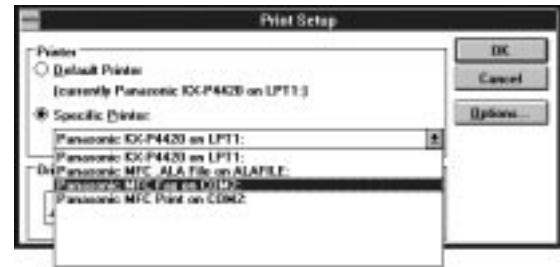 Print Setup
Printer
Default Printer
(currently Panasonic KX-P4420 on LPT1:)
Specific Printer:
Panasonic KX-P4420 on LPT1:
Panasonic KX-P4420 on LPT1:
Panasonic MFC .ALA File on ALAFILE:
Panasonic MFC Fax on COM2:
Panasonic MFC Print on COM2:
OK
Cancel
Options...